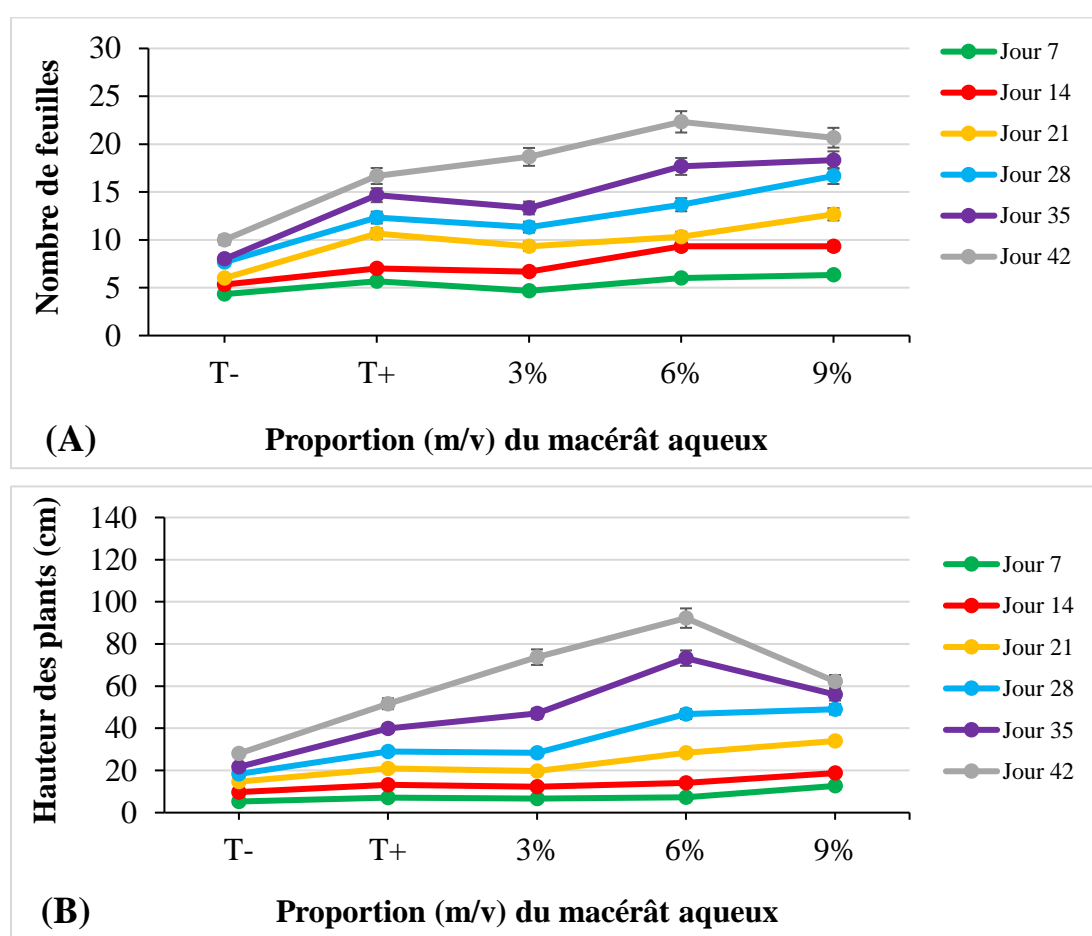 Nombre de feuilles
30
25
20
15
10
5
0
T- T+ 3% 6% 9%
(A) Proportion (m/v) du macérât aqueux
Jour 7
Jour 14
Jour 21
Jour 28
Jour 35
Jour 42
Hauteur des plants (cm)
140
120
100
80
60
40
20
0
T- T+ 3% 6% 9%
(B) Proportion (m/v) du macérât aqueux
Jour 7
Jour 14
Jour 21
Jour 28
Jour 35
Jour 42